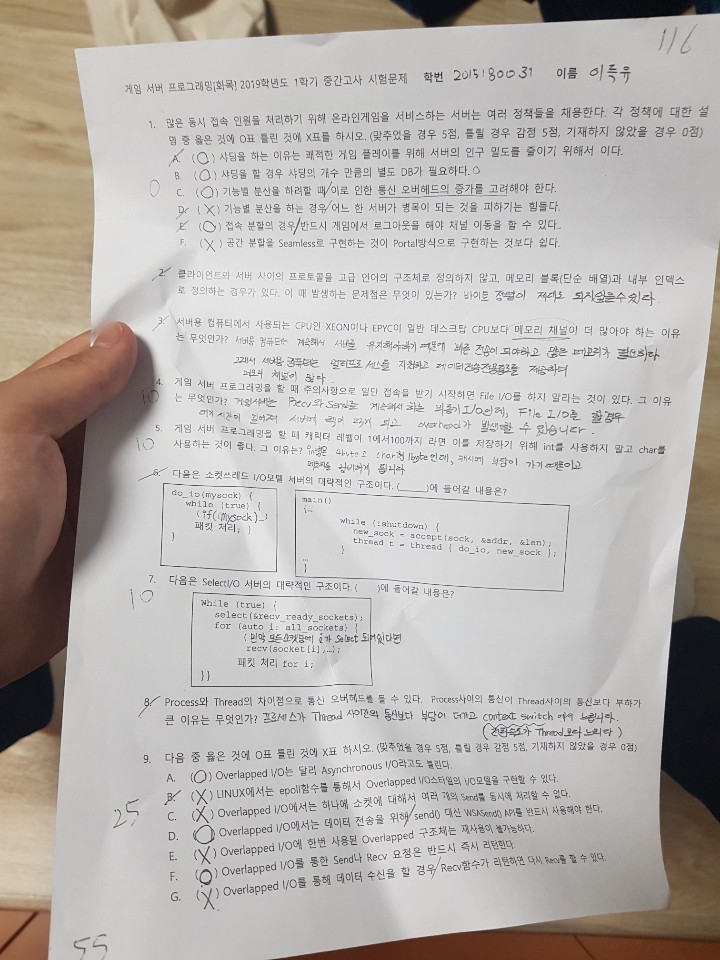 116
게임 서버 프로그래밍[화목] 2019학년도 1학기 중간고사 시험문제 학번 2015180031 이름 이득유
1. 많은 동시 접속 인원을 처리하기 위해 온라인게임을 서비스하는 서버는 여러 정책들을 채용한다. 각 정책에 대한 설
명 중 옳은 것에 O표 틀린 것에 X표를 하시오. (맞추었을 경우 5점, 틀릴 경우 감점 5점, 기재하지 않았을 경우 0점)
A. (O) 샤딩을 하는 이유는 쾌적한 게임 플레이를 위해 서버의 인구 밀도를 줄이기 위해서 이다.
B. (O) 샤딩을 할 경우 샤딩의 개수 만큼의 별도 DB가 필요하다.
0 C. (O) 기능별 분산을 하려할 때 이로 인한 통신 오버헤드의 증가를 고려해야 한다.
D. (X) 기능별 분산을 하는 경우 어느 한 서버가 병목이 되는 것을 피하기는 힘들다.
E. (O) 접속 분할의 경우 반드시 게임에서 로그아웃을 해야 채널 이동을 할 수 있다.
F. (X) 공간 분할을 Seamless로 구현하는 것이 Portal방식으로 구현하는 것보다 쉽다.
2. 클라이언트와 서버 사이의 프로토콜을 고급 언어의 구조체로 정의하지 않고, 메모리 블록(단순 배열)과 내부 인덱스
로 정의하는 경우가 있다. 이 때 발생하는 문제점은 무엇이 있는가? 바이트 정렬이 제대로 되지않을수있다.
3. 서버용 컴퓨터에서 사용되는 CPU인 XEON이나 EPYC이 일반 데스크탑 CPU보다 메모리 채널이 더 많아야 하는 이유
는 무엇인가? 서버용 컴퓨터는 계속해서 서버를 유지해야하기 때문에 빠른 전송이 되어야하고 많은 메모리가 필요하다
그래서 서버용 컴퓨터는 멀티프로세스를 지원하고 데이터전송전용통로를 제공하며
메모리 채널이 많다.
4. 게임 서버 프로그래밍을 할 때 주의사항으로 일단 접속을 받기 시작하면 File I/O를 하지 말라는 것이 있다. 그 이유
10 는 무엇인가? 게임서버는 Recv와 Send를 계속해서 하는 비동기 I/O인데, File I/O를 할경우
overhead가 발생할 수 있습니다.
5. 게임 서버 프로그래밍을 할 때 캐릭터 레벨이 1에서100까지 라면 이를 저장하기 위해 int를 사용하지 말고 char를
10 사용하는 것이 좋다. 그 이유는? int형은 4byte고 char형 1byte인데, 캐시에 부담이 가기 때문이고
메모리를 낭비하게 됩니다
6. 다음은 소켓쓰레드 I/O모델 서버의 대략적인 구조이다. (____)에 들어갈 내용은?
do_io(mysock) {
while (true) {
(if(!mysock))
패킷 처리; }
}
main()
{…
while (!shutdown) {
new_sock = accept(sock, &addr, &len);
thread t = thread { do_io, new_sock };
}
…
}
7. 다음은 SelectI/O 서버의 대략적인 구조이다. ( )에 들어갈 내용은?
10
While (true) {
select(&recv_ready_sockets);
for (auto i: all_sockets) {
(만약 모든소켓중에 i가 select 되어있다면
recv(socket[i],…);
패킷 처리 for i;
}}
8. Process와 Thread의 차이점으로 통신 오버헤드를 들 수 있다. Process사이의 통신이 Thread사이의 통신보다 부하가
큰 이유는 무엇인가? 프로세스가 Thread 사이간의 통신보다 부담이 더가고 context switch 에서 느립니다.
(전환속도가 Thread보다 느리다)
9. 다음 중 옳은 것에 O표 틀린 것에 X표 하시오. (맞추었을 경우 5점, 틀릴 경우 감점 5점, 기재하지 않았을 경우 0점)
A. (O) Overlapped I/O는 달리 Asynchronous I/O라고도 불린다.
B. (X) LINUX에서는 epoll함수를 통해서 Overlapped I/O스타일의 I/O모델을 구현할 수 있다.
25 C. (X) Overlapped I/O에서는 하나에 소켓에 대해서 여러 개의 Send를 동시에 처리할 수 없다.
D. (O) Overlapped I/O에서는 데이터 전송을 위해 send() 대신 WSASend() API를 반드시 사용해야 한다.
E. (X) Overlapped I/O에 한번 사용된 Overlapped 구조체는 재사용이 불가능하다.
F. (O) Overlapped I/O를 통한 Send나 Recv 요청은 반드시 즉시 리턴한다.
G. (X) Overlapped I/O를 통해 데이터 수신을 할 경우 Recv함수가 리턴하면 다시 Recv를 할 수 있다.
55